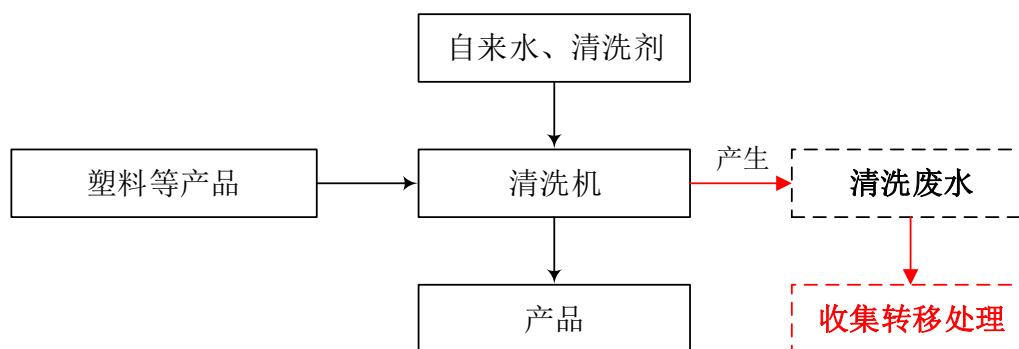 自来水、清洗剂
塑料等产品
清洗机
产生
清洗废水
产品
收集转移处理